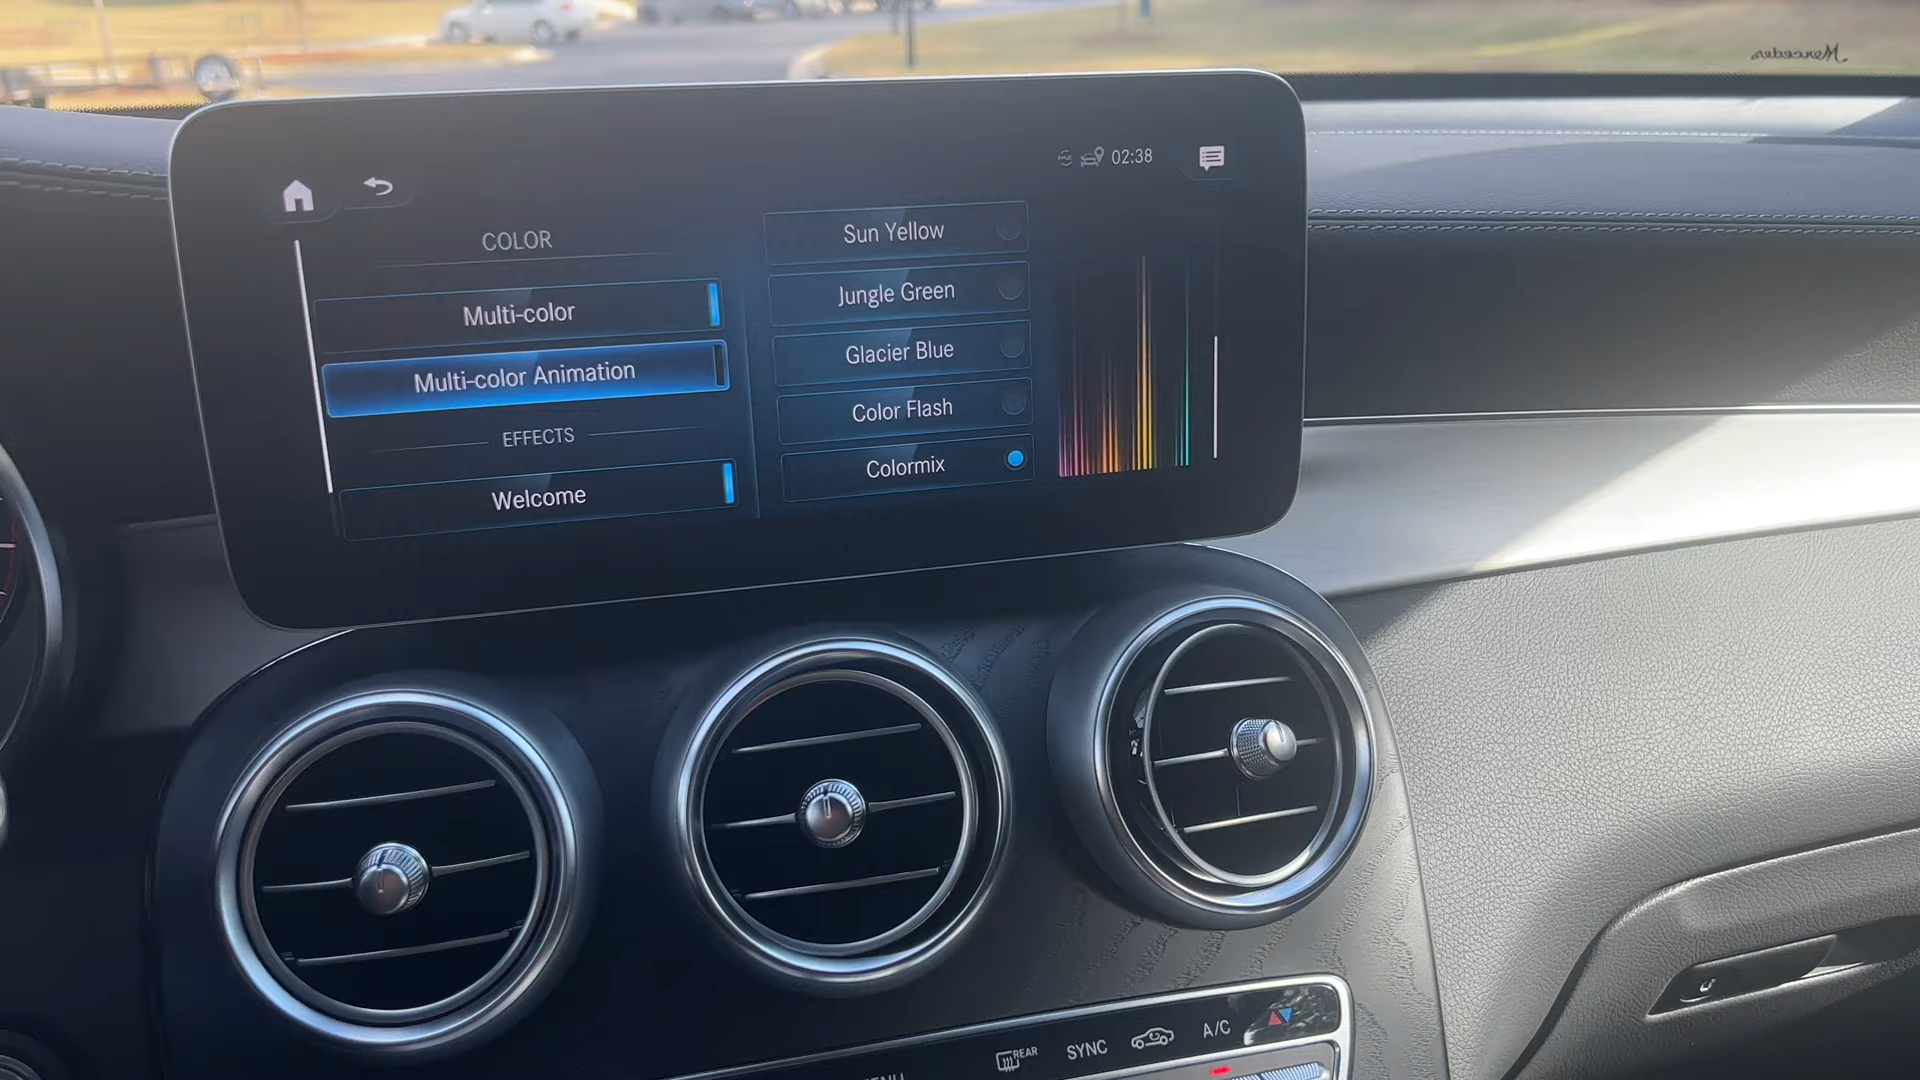 Mercedes
02:38
COLOR
Multi-color
Multi-color Animation
EFFECTS
Welcome
Sun Yellow
Jungle Green
Glacier Blue
Color Flash
Colormix
REAR
SYNC
A/C